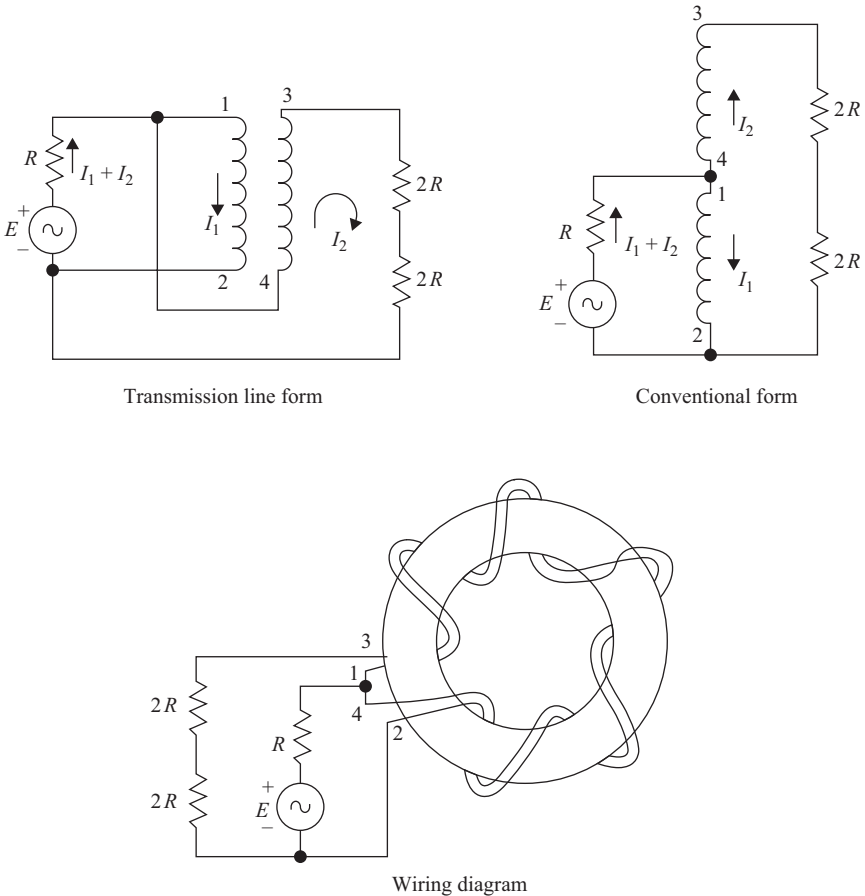 1
3
R
I1 + I2
I1
E
+
−
I2
2R
2R
2
4
Transmission line form
3
I2
2R
4
1
R
I1 + I2
I1
2R
E
+
−
2
Conventional form
3
1
4
2
2R
R
2R
+
E
−
Wiring diagram